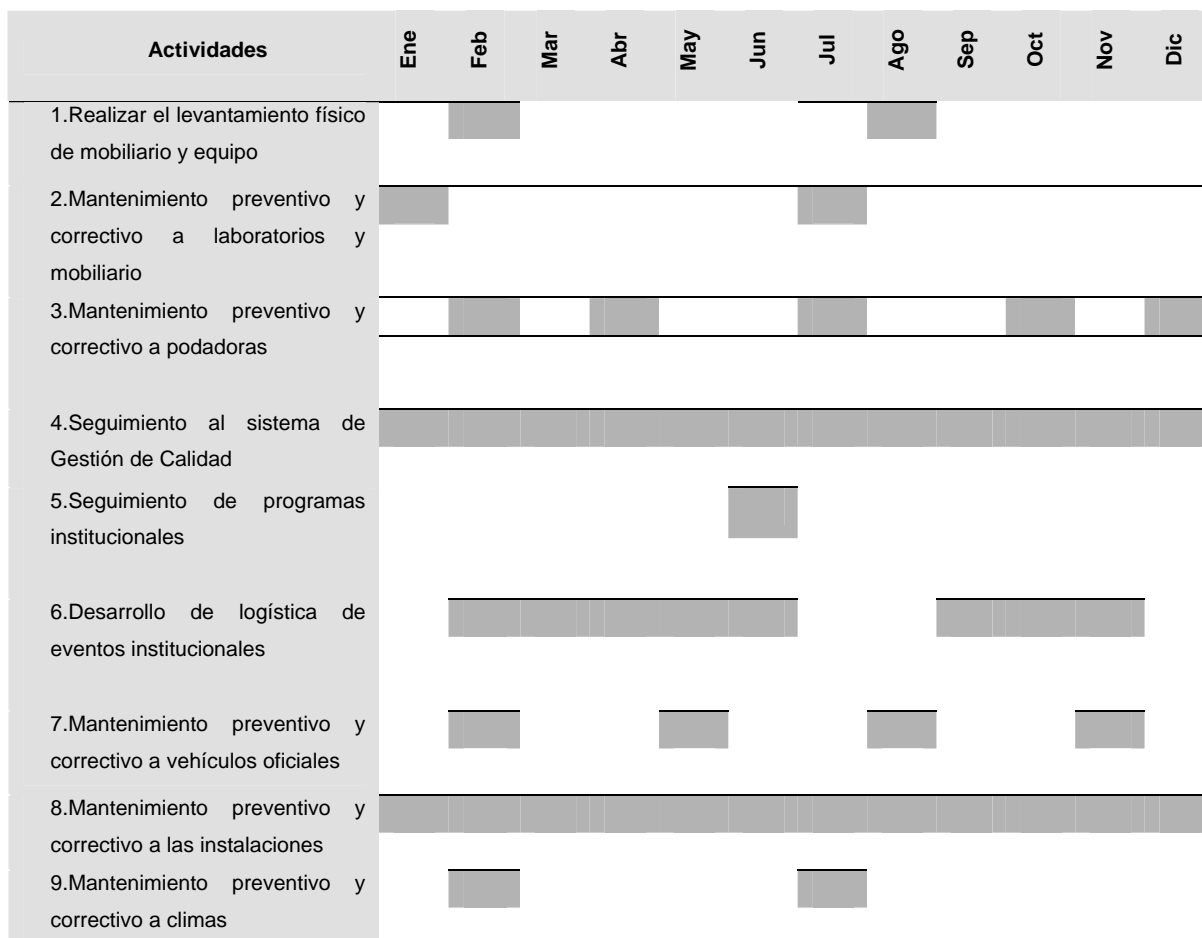 Actividades Ene Feb Mar Abr May Jun Jul Ago Sep Oct Nov Dic
1.Realizar el levantamiento físico
de mobiliario y equipo
2.Mantenimiento preventivo y
correctivo a laboratorios y
mobiliario
3.Mantenimiento preventivo y
correctivo a podadoras
4.Seguimiento al sistema de
Gestión de Calidad
5.Seguimiento de programas
institucionales
6.Desarrollo de logística de
eventos institucionales
7.Mantenimiento preventivo y
correctivo a vehículos oficiales
8.Mantenimiento preventivo y
correctivo a las instalaciones
9.Mantenimiento preventivo y
correctivo a climas